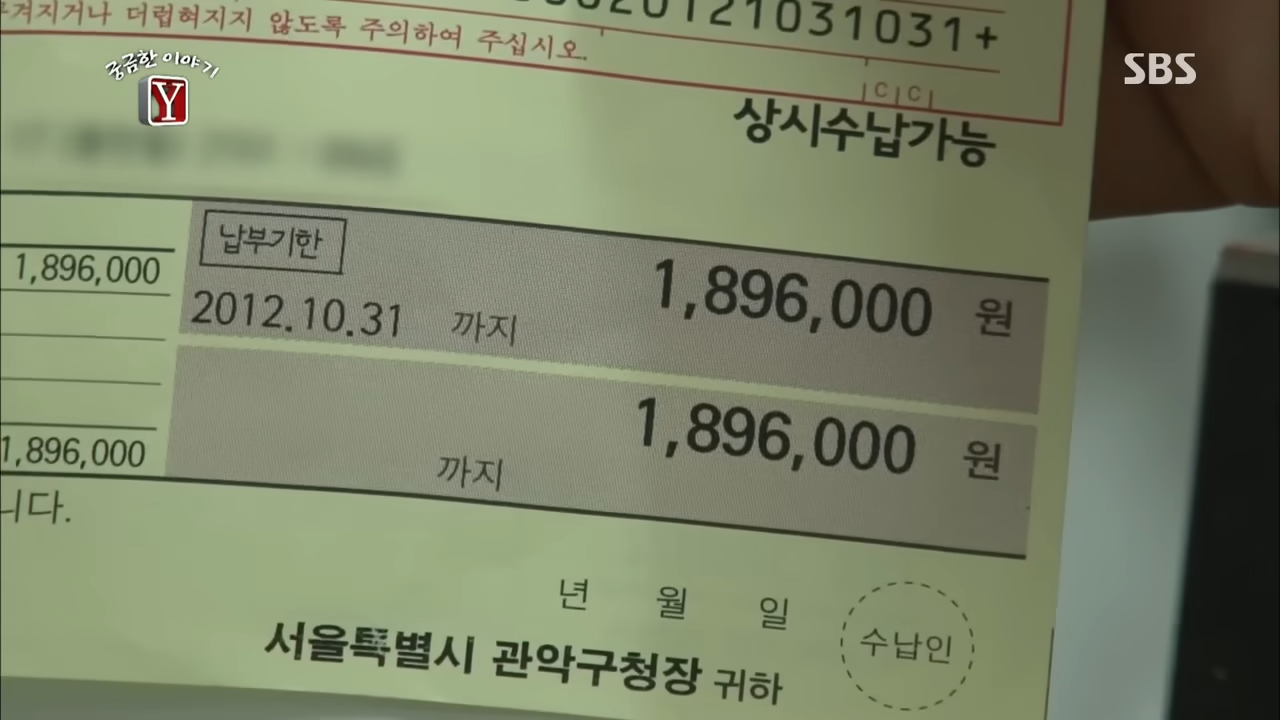 20121031031+
겨지거나 더럽혀지지 않도록 주의하여 주십시오.
궁금한 이야기
Y
SBS
C C
상시수납가능
납부기한
1,896,000
1,896,000 원
2012.10.31 까지
1,896,000 원
1,896,000
까지
니다.
년 월 일
수납인
서울특별시 관악구청장 귀하